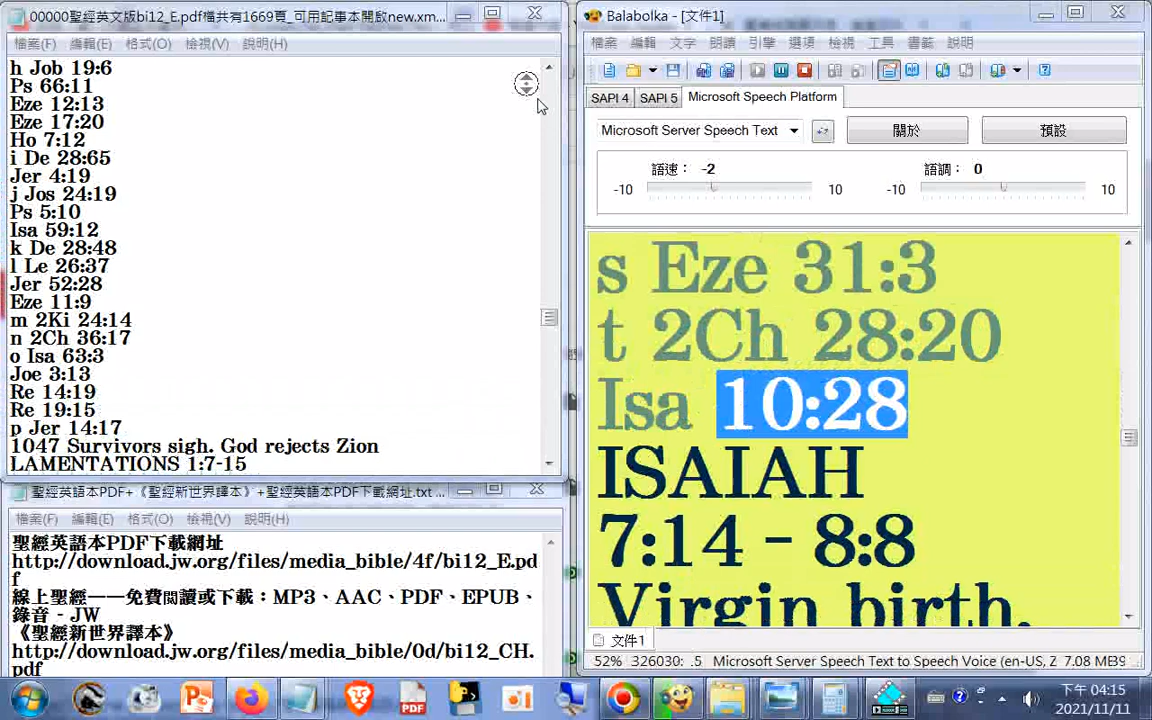 00000聖經英文版bi12_E.pdf檔共有1669頁_可用記事本開啟new.xm...
檔案(F) 編輯(E) 格式(O) 檢視(V) 說明(H)
h Job 19:6
Ps 66:11
Eze 12:13
Eze 17:20
Ho 7:12
i De 28:65
Jer 4:19
j Jos 24:19
Ps 5:10
Isa 59:12
k De 28:48
l Le 26:37
Jer 52:28
Eze 11:9
m 2Ki 24:14
n 2Ch 36:17
o Isa 63:3
Joe 3:13
Re 14:19
Re 19:15
p Jer 14:17
1047 Survivors sigh. God rejects Zion
LAMENTATIONS 1:7-15
聖經英語本PDF+《聖經新世界譯本》+聖經英語本PDF下載網址.txt ...
檔案(F) 編輯(E) 格式(O) 檢視(V) 說明(H)
聖經英語本PDF下載網址
http://download.jw.org/files/media_bible/4f/bi12_E.pd
f
線上聖經——免費閱讀或下載：MP3、AAC、PDF、EPUB、
錄音 - JW
《聖經新世界譯本》
http://download.jw.org/files/media_bible/0d/bi12_CH.
pdf
Balabolka - [文件1]
檔案 編輯 文字 朗讀 引擎 選項 檢視 工具 書籤 說明
SAPI 4 SAPI 5 Microsoft Speech Platform
Microsoft Server Speech Text 關於 預設
語速： -2 語調： 0
-10 10 -10 10
s Eze 31:3
t 2Ch 28:20
Isa 10:28
ISAIAH
7:14 - 8:8
Virgin birth.
文件1
52% 326030: .5 Microsoft Server Speech Text to Speech Voice (en-US, Z 7.08 MB
PDF
下午 04:15
2021/11/11